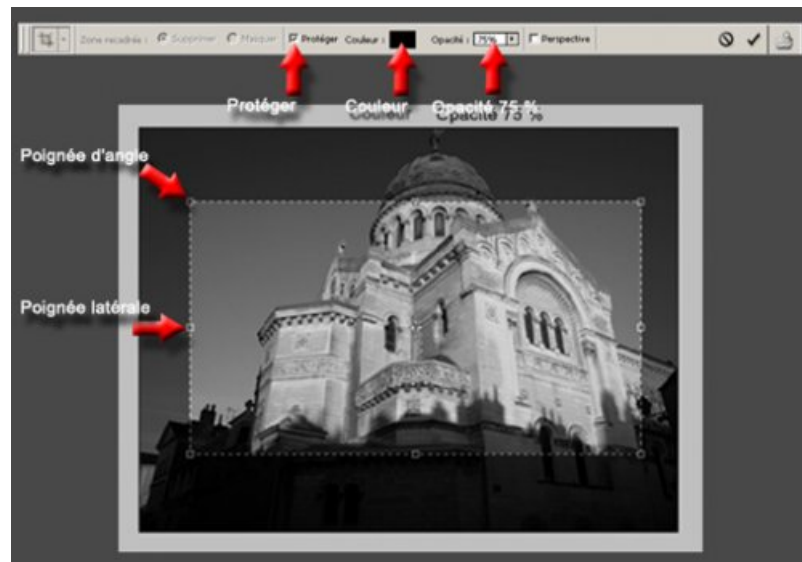 Zone recadrée : Supprimer Masquer Protéger Couleur : Opacité : 75% Perspective
Protéger Couleur Opacité 75 %
Couleur Opacité 75 %
Poignée d'angle
Poignée latérale